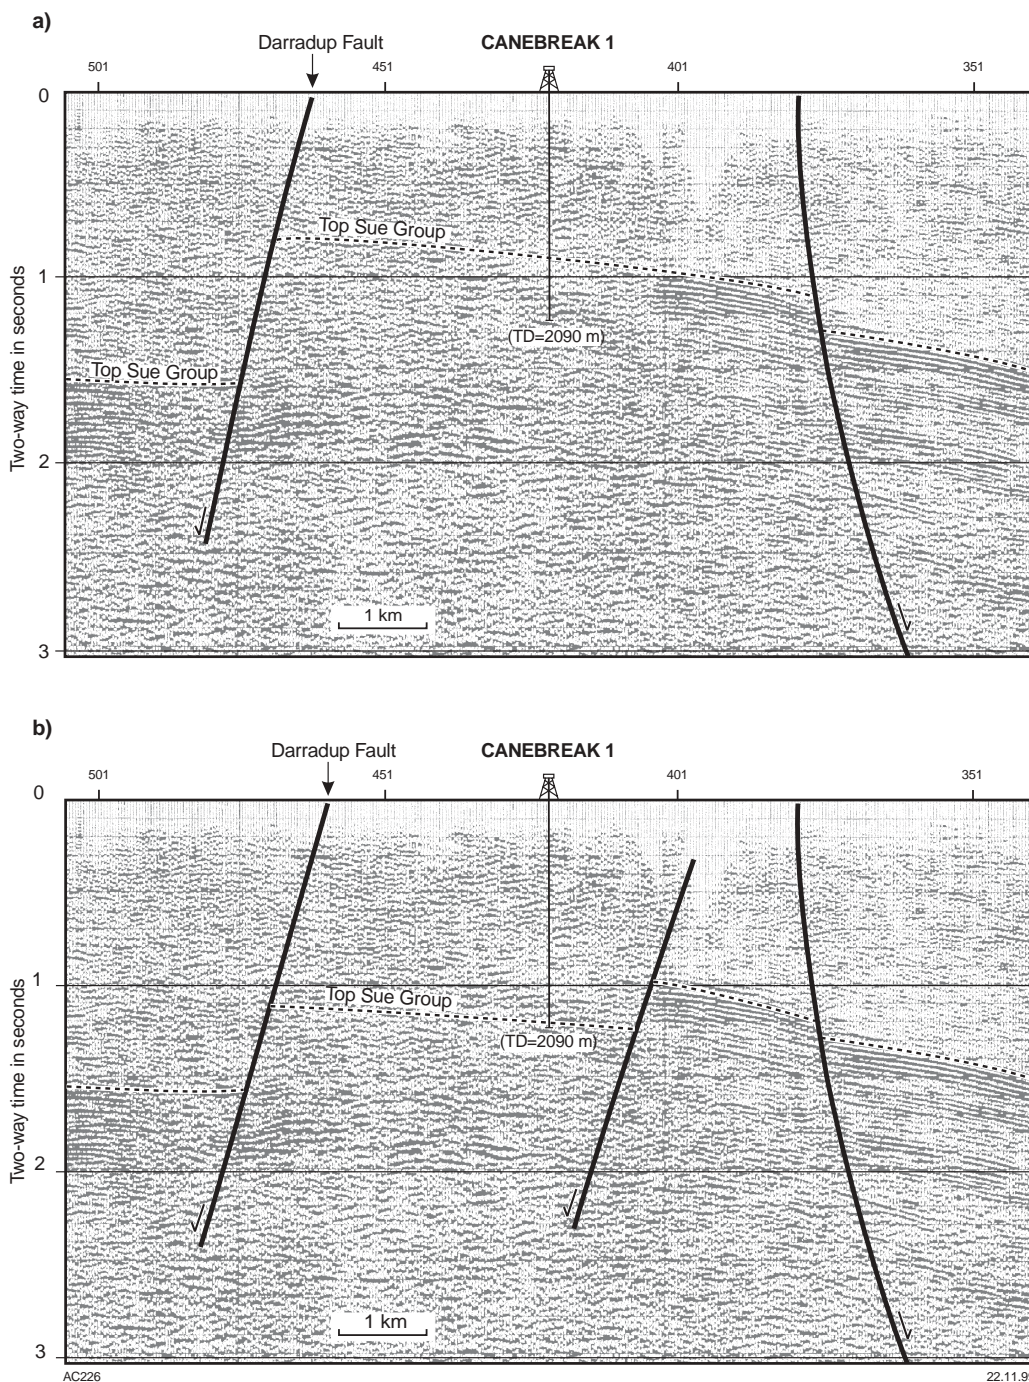 a)
Darradup Fault
CANEBREAK 1
501 451 401 351
0
Top Sue Group
1
(TD=2090 m)
Top Sue Group
Two-way time in seconds
2
1 km
3
b)
Darradup Fault
CANEBREAK 1
501 451 401 351
0
1
Top Sue Group
(TD=2090 m)
Two-way time in seconds
2
1 km
3
AC226 22.11.9